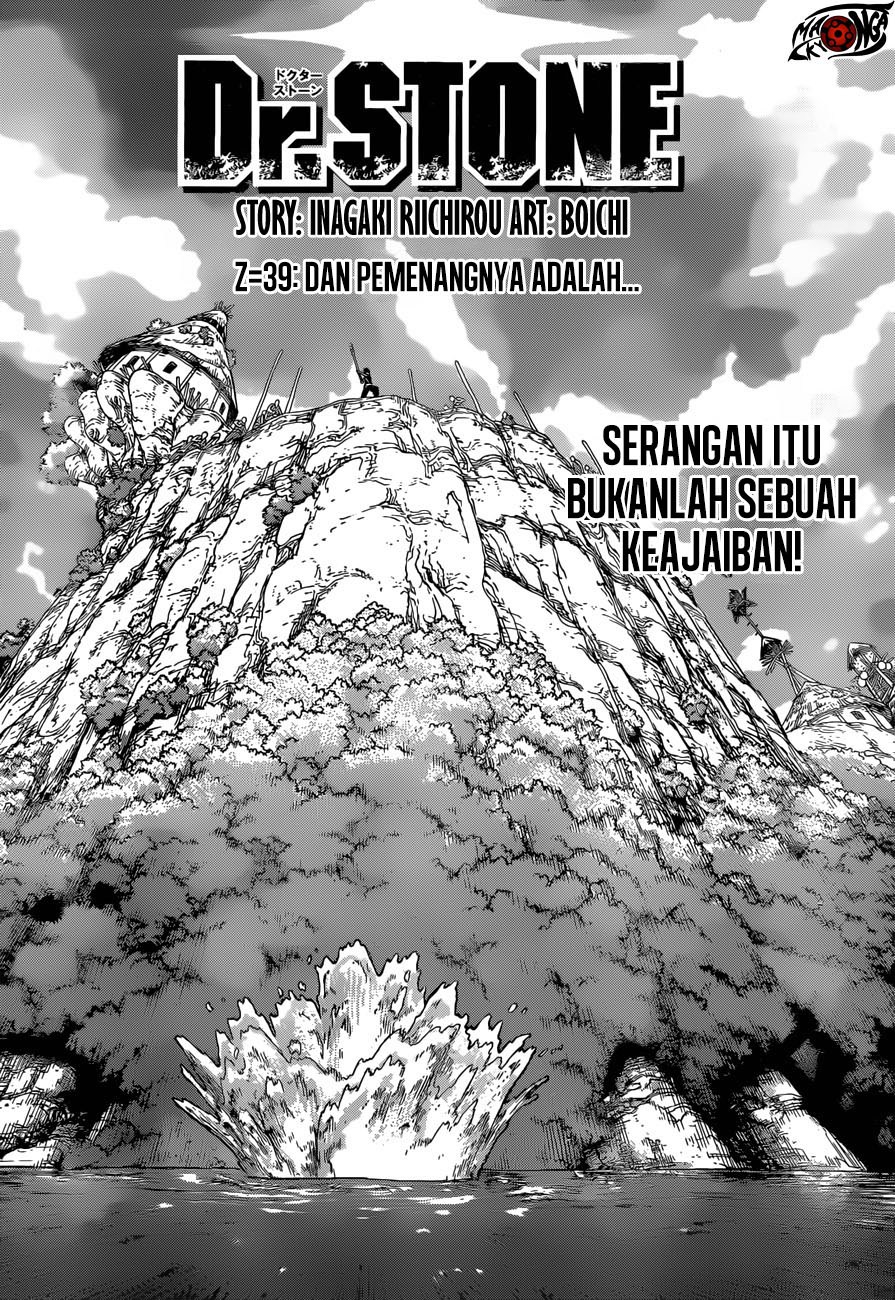 MANGAKYO
ドクター
ストーン
Dr.STONE
STORY: INAGAKI RIICHIROU ART: BOICHI
Z=39: DAN PEMENANGNYA ADALAH...
SERANGAN ITU
BUKANLAH SEBUAH
KEAJAIBAN!